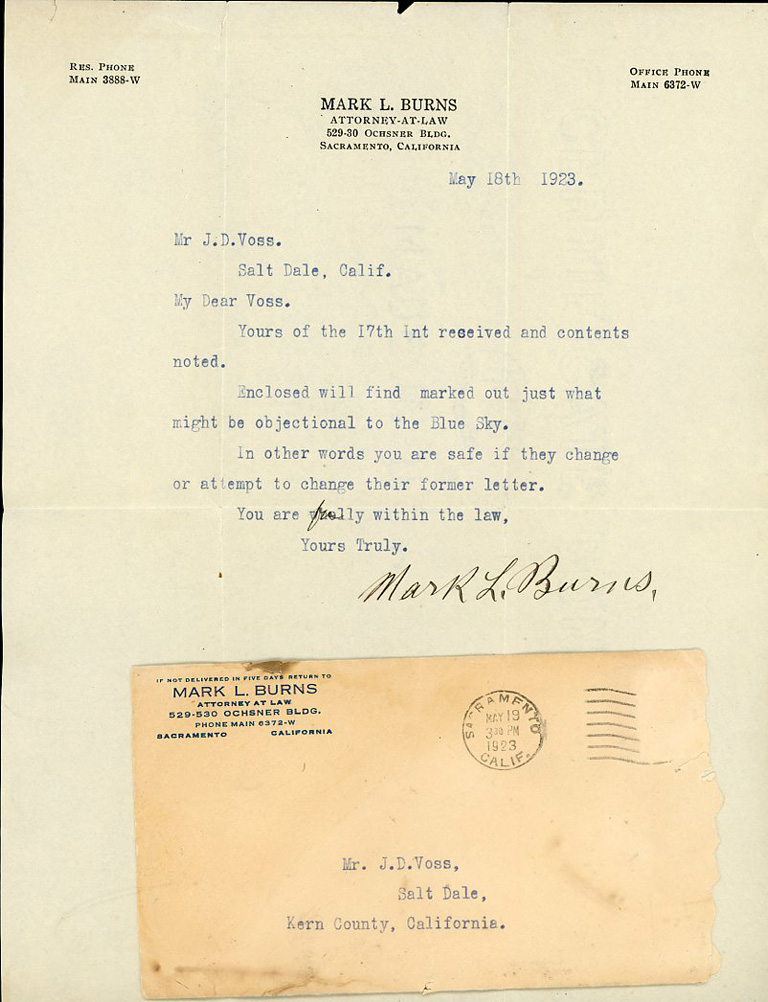 RES. PHONE
MAIN 3888-W
OFFICE PHONE
MAIN 6372-W
MARK L. BURNS
ATTORNEY-AT-LAW
529-30 OCHSNER BLDG.
SACRAMENTO, CALIFORNIA
May 18th 1923.
Mr J.D.Voss.
Salt Dale, Calif.
My Dear Voss.
Yours of the 17th Int received and contents
noted.
Enclosed will find marked out just what
might be objectional to the Blue Sky.
In other words you are safe if they change
or attempt to change their former letter.
You are fully within the law,
Yours Truly.
Mark L. Burns.
IF NOT DELIVERED IN FIVE DAYS RETURN TO
MARK L. BURNS
ATTORNEY AT LAW
529-530 OCHSNER BLDG.
PHONE MAIN 6372-W
SACRAMENTO CALIFORNIA
SACRAMENTO
MAY 19
3 30 PM
1923
CALIF.
Mr. J.D.Voss,
Salt Dale,
Kern County, California.